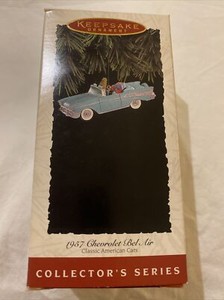 KEEPSAKE
ORNAMENT
1957 Chevrolet Bel Air
Classic American Cars
COLLECTOR'S SERIES